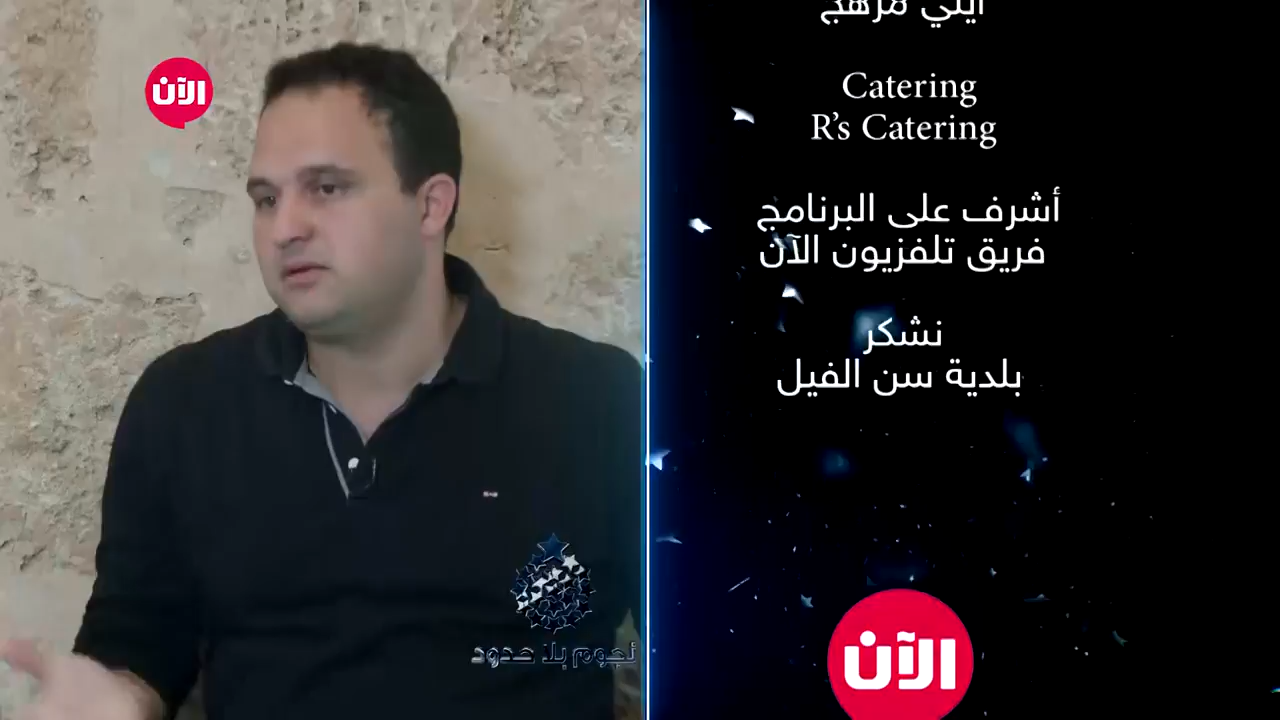 الآن
نجوم بلا حدود
Catering
R's Catering
أشرف على البرنامج
فريق تلفزيون الآن
نشكر
بلدية سن الفيل
الآن